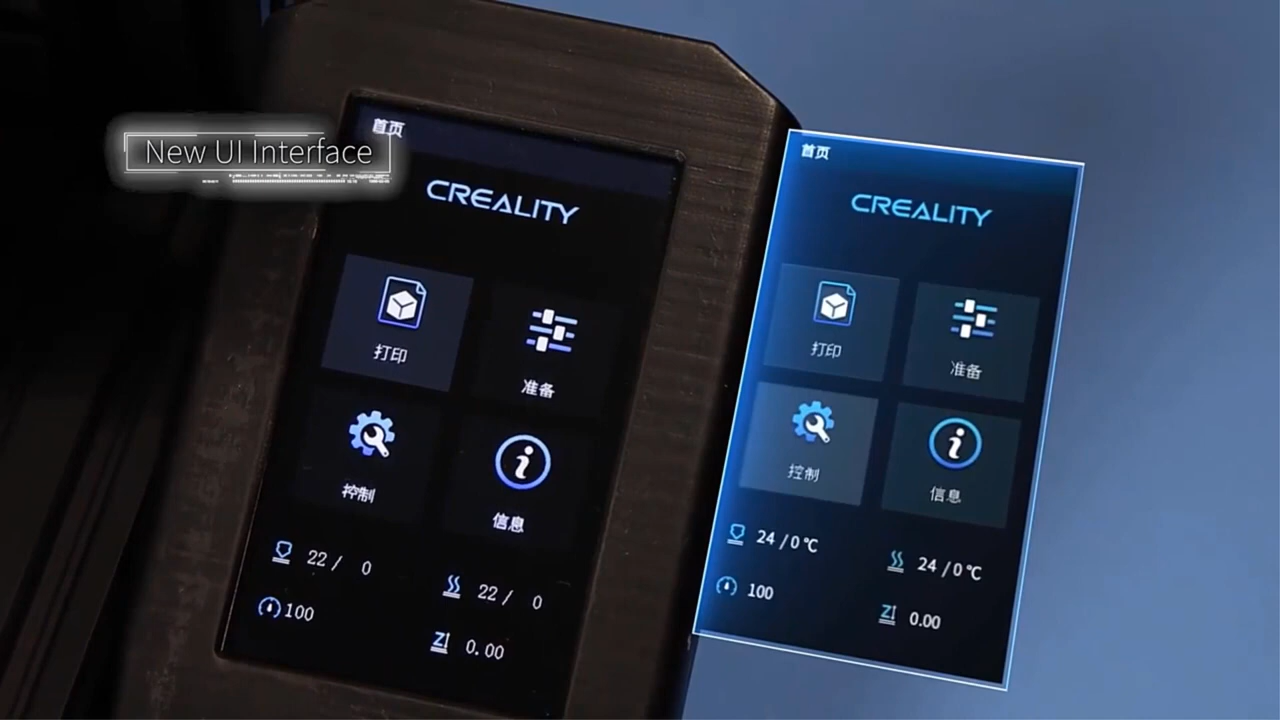 New UI Interface
首页
CREALITY
打印
准备
控制
信息
22 / 0
22 / 0
100
0.00
首页
CREALITY
打印
准备
控制
信息
24 / 0 ℃
24 / 0 ℃
100
0.00